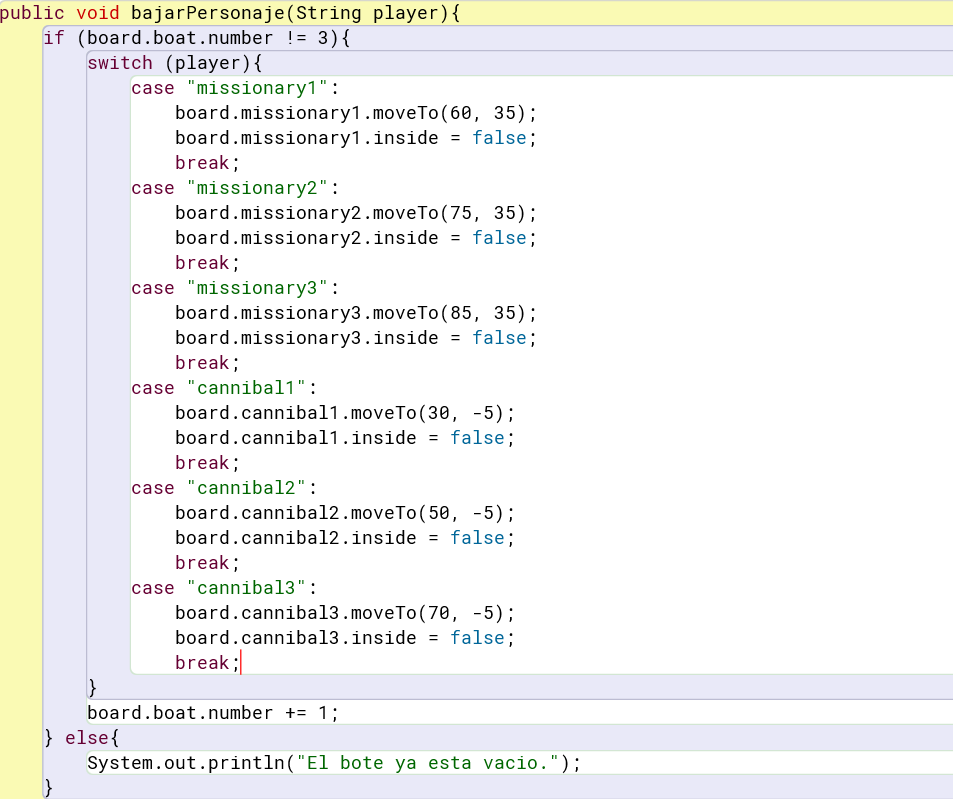 public void bajarPersonaje(String player){
    if (board.boat.number != 3){
        switch (player){
            case "missionary1":
                board.missionary1.moveTo(60, 35);
                board.missionary1.inside = false;
                break;
            case "missionary2":
                board.missionary2.moveTo(75, 35);
                board.missionary2.inside = false;
                break;
            case "missionary3":
                board.missionary3.moveTo(85, 35);
                board.missionary3.inside = false;
                break;
            case "cannibal1":
                board.cannibal1.moveTo(30, -5);
                board.cannibal1.inside = false;
                break;
            case "cannibal2":
                board.cannibal2.moveTo(50, -5);
                board.cannibal2.inside = false;
                break;
            case "cannibal3":
                board.cannibal3.moveTo(70, -5);
                board.cannibal3.inside = false;
                break;
        }
        board.boat.number += 1;
    } else{
        System.out.println("El bote ya esta vacio.");
    }